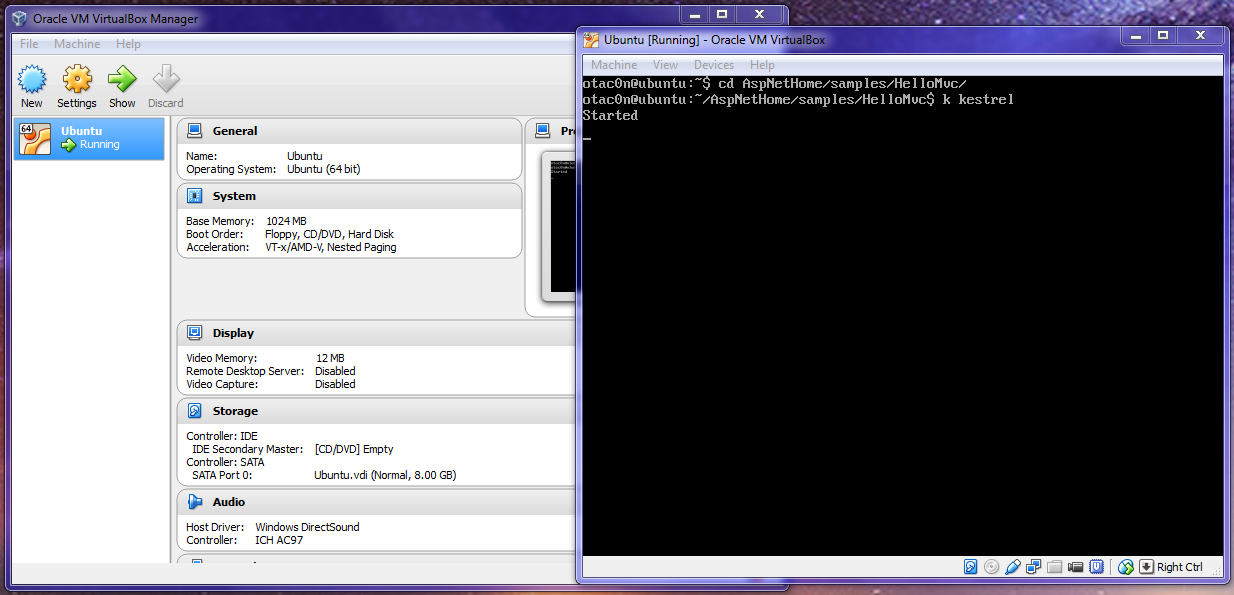 Oracle VM VirtualBox Manager
File Machine Help
New Settings Show Discard
64
Ubuntu
Running
General
Name: Ubuntu
Operating System: Ubuntu (64 bit)
System
Base Memory: 1024 MB
Boot Order: Floppy, CD/DVD, Hard Disk
Acceleration: VT-x/AMD-V, Nested Paging
Display
Video Memory: 12 MB
Remote Desktop Server: Disabled
Video Capture: Disabled
Storage
Controller: IDE
IDE Secondary Master: [CD/DVD] Empty
Controller: SATA
SATA Port 0: Ubuntu.vdi (Normal, 8.00 GB)
Audio
Host Driver: Windows DirectSound
Controller: ICH AC97
Ubuntu [Running] - Oracle VM VirtualBox
Machine View Devices Help
otac0n@ubuntu:~$ cd AspNetHome/samples/HelloMvc/
otac0n@ubuntu:~/AspNetHome/samples/HelloMvc$ k kestrel
Started
_
Right Ctrl